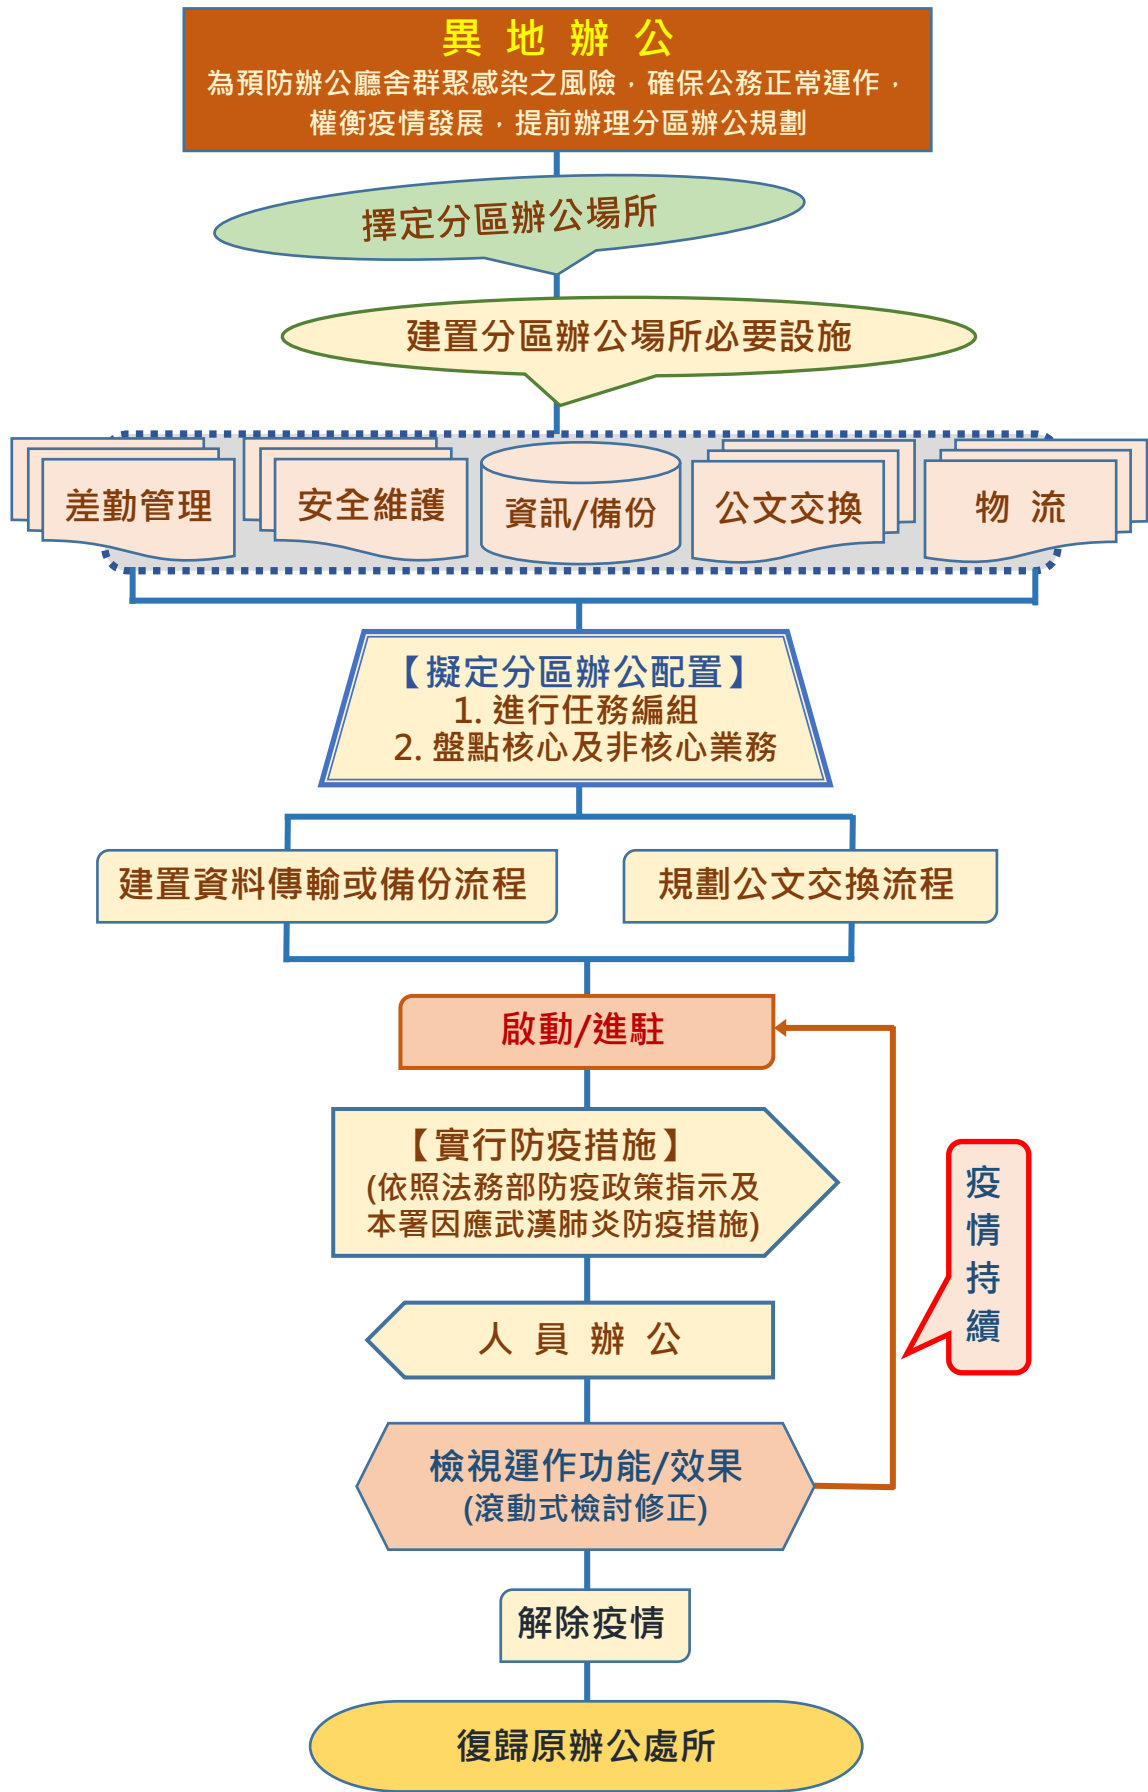 異地辦公
為預防辦公廳舍群聚感染之風險，確保公務正常運作，
權衡疫情發展，提前辦理分區辦公規劃
擇定分區辦公場所
建置分區辦公場所必要設施
差勤管理
安全維護
資訊/備份
公文交換
物流
【擬定分區辦公配置】
1. 進行任務編組
2. 盤點核心及非核心業務
建置資料傳輸或備份流程
規劃公文交換流程
啟動/進駐
【實行防疫措施】
(依照法務部防疫政策指示及
本署因應武漢肺炎防疫措施)
疫情持續
人員辦公
檢視運作功能/效果
(滾動式檢討修正)
解除疫情
復歸原辦公處所